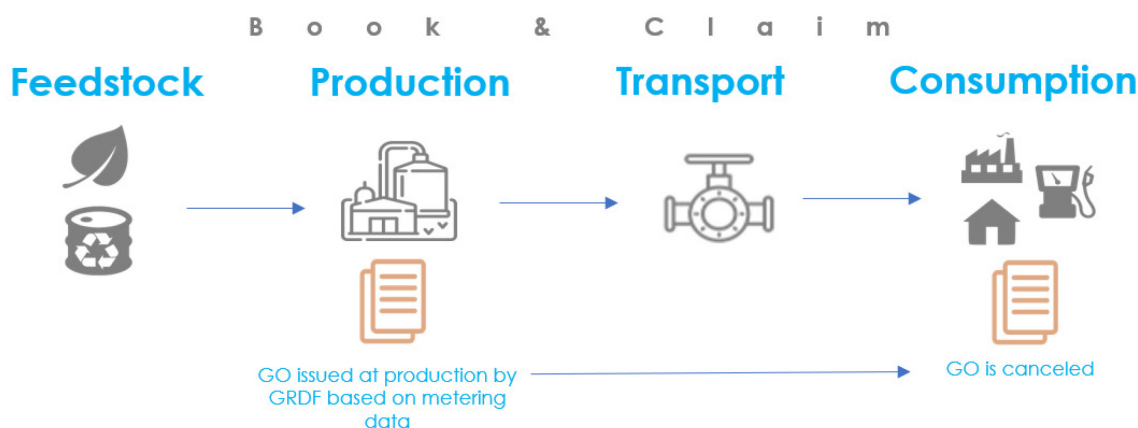 Book & Claim
Feedstock
Production
Transport
Consumption
GO issued at production by
GRDF based on metering
data
GO is canceled